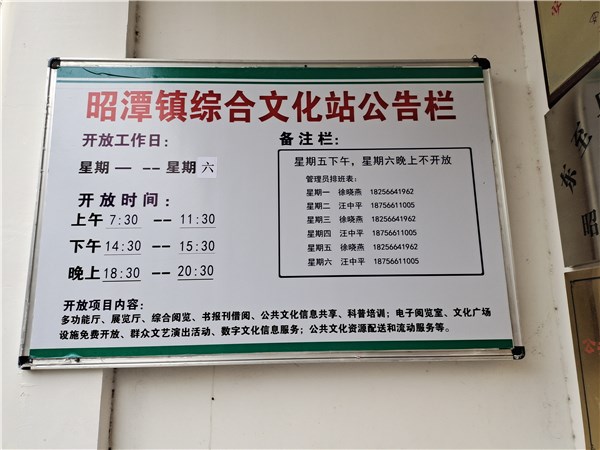 昭潭镇综合文化站公告栏
开放工作日：
星期一 -- 星期六
开放时间：
上午 7:30 -- 11:30
下午 14:30 -- 15:30
晚上 18:30 -- 20:30
备注栏：
星期五下午，星期六晚上不开放
管理员排班表：
星期一 徐晓燕 18256641962
星期二 汪中平 18756611005
星期三 徐晓燕 18256641962
星期四 汪中平 18756611005
星期五 徐晓燕 18256641962
星期六 汪中平 18756611005
开放项目内容：
多功能厅、展览厅、综合阅览、书报刊借阅、公共文化信息共享、科普培训；电子阅览室、文化广场
设施免费开放、群众文艺演出活动、数字文化信息服务；公共文化资源配送和流动服务等。
东至县
昭